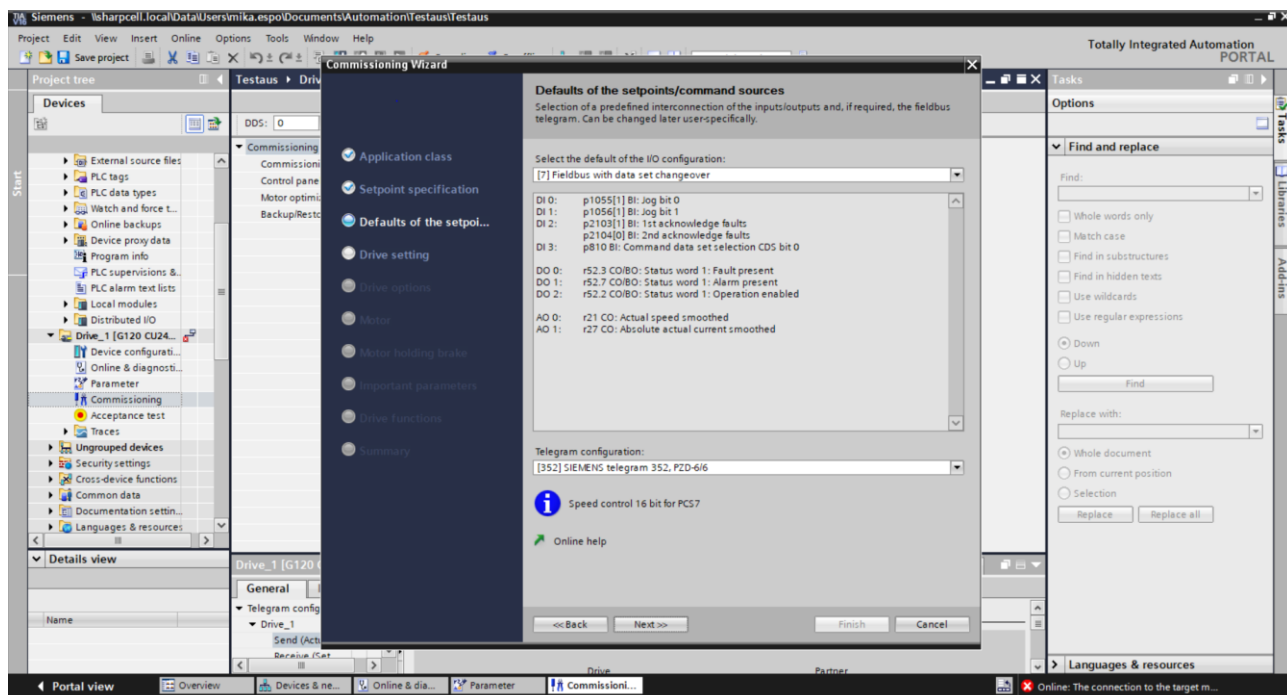 Siemens - \\sharpcell.local\Data\Users\mika.espo\Documents\Automation\Testaus\Testaus
Project Edit View Insert Online Options Tools Window Help
Save project
Totally Integrated Automation
PORTAL
Project tree
Devices
Start
External source files
PLC tags
PLC data types
Watch and force t...
Online backups
Device proxy data
Program info
PLC supervisions &..
PLC alarm text lists
Local modules
Distributed I/O
Drive_1 [G120 CU24...
Device configurati...
Online & diagnosti...
Parameter
Commissioning
Acceptance test
Traces
Ungrouped devices
Security settings
Cross-device functions
Common data
Documentation settin...
Languages & resources
Details view
Name
Testaus Driv
DDS: 0
Commissioning
Commissioni
Control pane
Motor optimi
Backup/Resto
Commissioning Wizard
Application class
Setpoint specification
Defaults of the setpoi...
Drive setting
Drive options
Motor
Motor holding brake
Important parameters
Drive functions
Summary
Defaults of the setpoints/command sources
Selection of a predefined interconnection of the inputs/outputs and, if required, the fieldbus
telegram. Can be changed later user-specifically.
Select the default of the I/O configuration:
[7] Fieldbus with data set changeover
DI 0: p1055[1] BI: Jog bit 0
DI 1: p1056[1] BI: Jog bit 1
DI 2: p2103[1] BI: 1st acknowledge faults
p2104[0] BI: 2nd acknowledge faults
DI 3: p810 BI: Command data set selection CDS bit 0
DO 0: r52.3 CO/BO: Status word 1: Fault present
DO 1: r52.7 CO/BO: Status word 1: Alarm present
DO 2: r52.2 CO/BO: Status word 1: Operation enabled
AO 0: r21 CO: Actual speed smoothed
AO 1: r27 CO: Absolute actual current smoothed
Telegram configuration:
[352] SIEMENS telegram 352, PZD-6/6
Speed control 16 bit for PCS7
Online help
<<Back Next>> Finish Cancel
Drive_1 [G120
General
Telegram config
Drive_1
Send (Actu
Receive (Set
Drive Partner
Tasks
Options
Find and replace
Find:
Whole words only
Match case
Find in substructures
Find in hidden texts
Use wildcards
Use regular expressions
Down
Up
Find
Replace with:
Whole document
From current position
Selection
Replace Replace all
Languages & resources
Tasks
Libraries
Add-ins
Portal view Overview Devices & ne... Online & dia... Parameter Commissioni... Online: The connection to the target m...